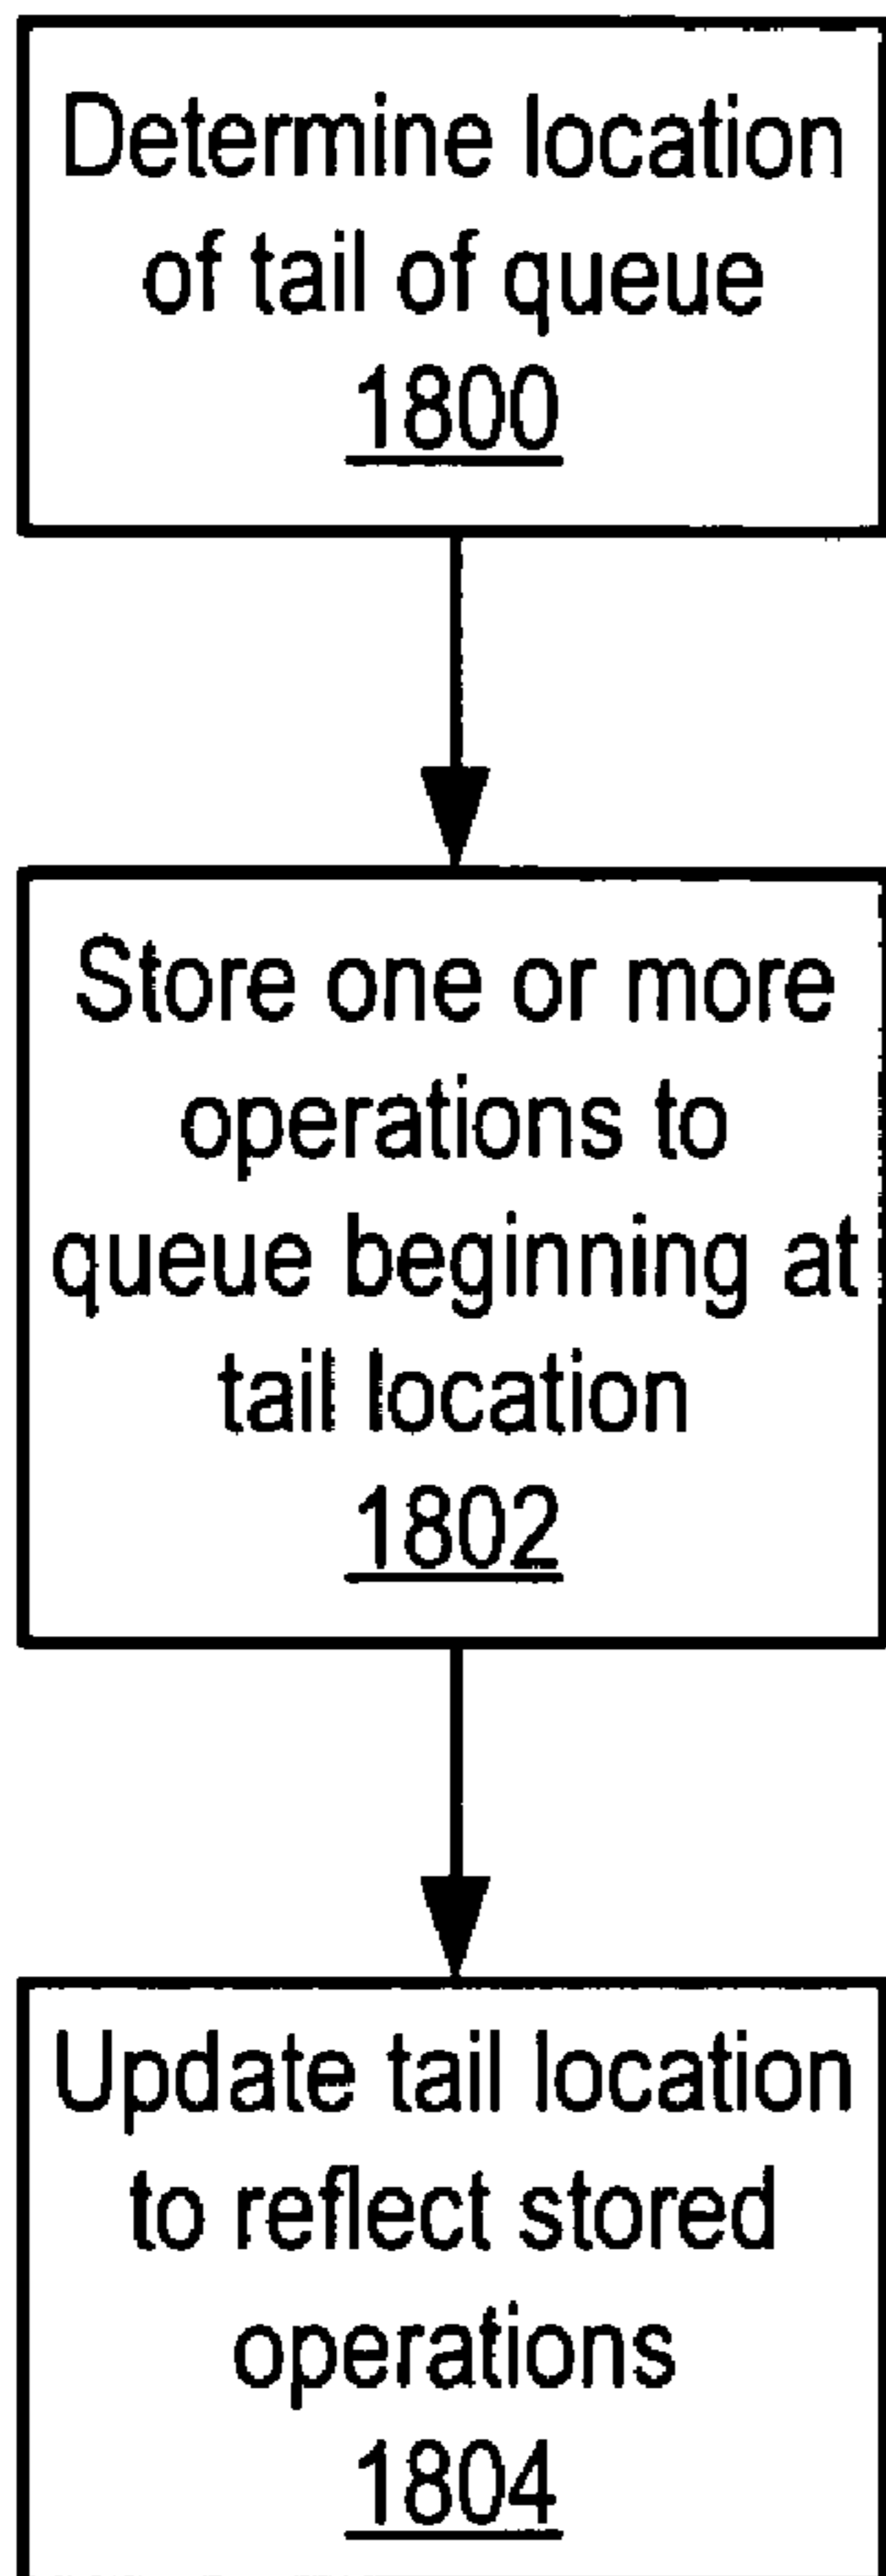 Determine location
of tail of queue
1800
Store one or more
operations to
queue beginning at
tail location
1802
Update tail location
to reflect stored
operations
1804